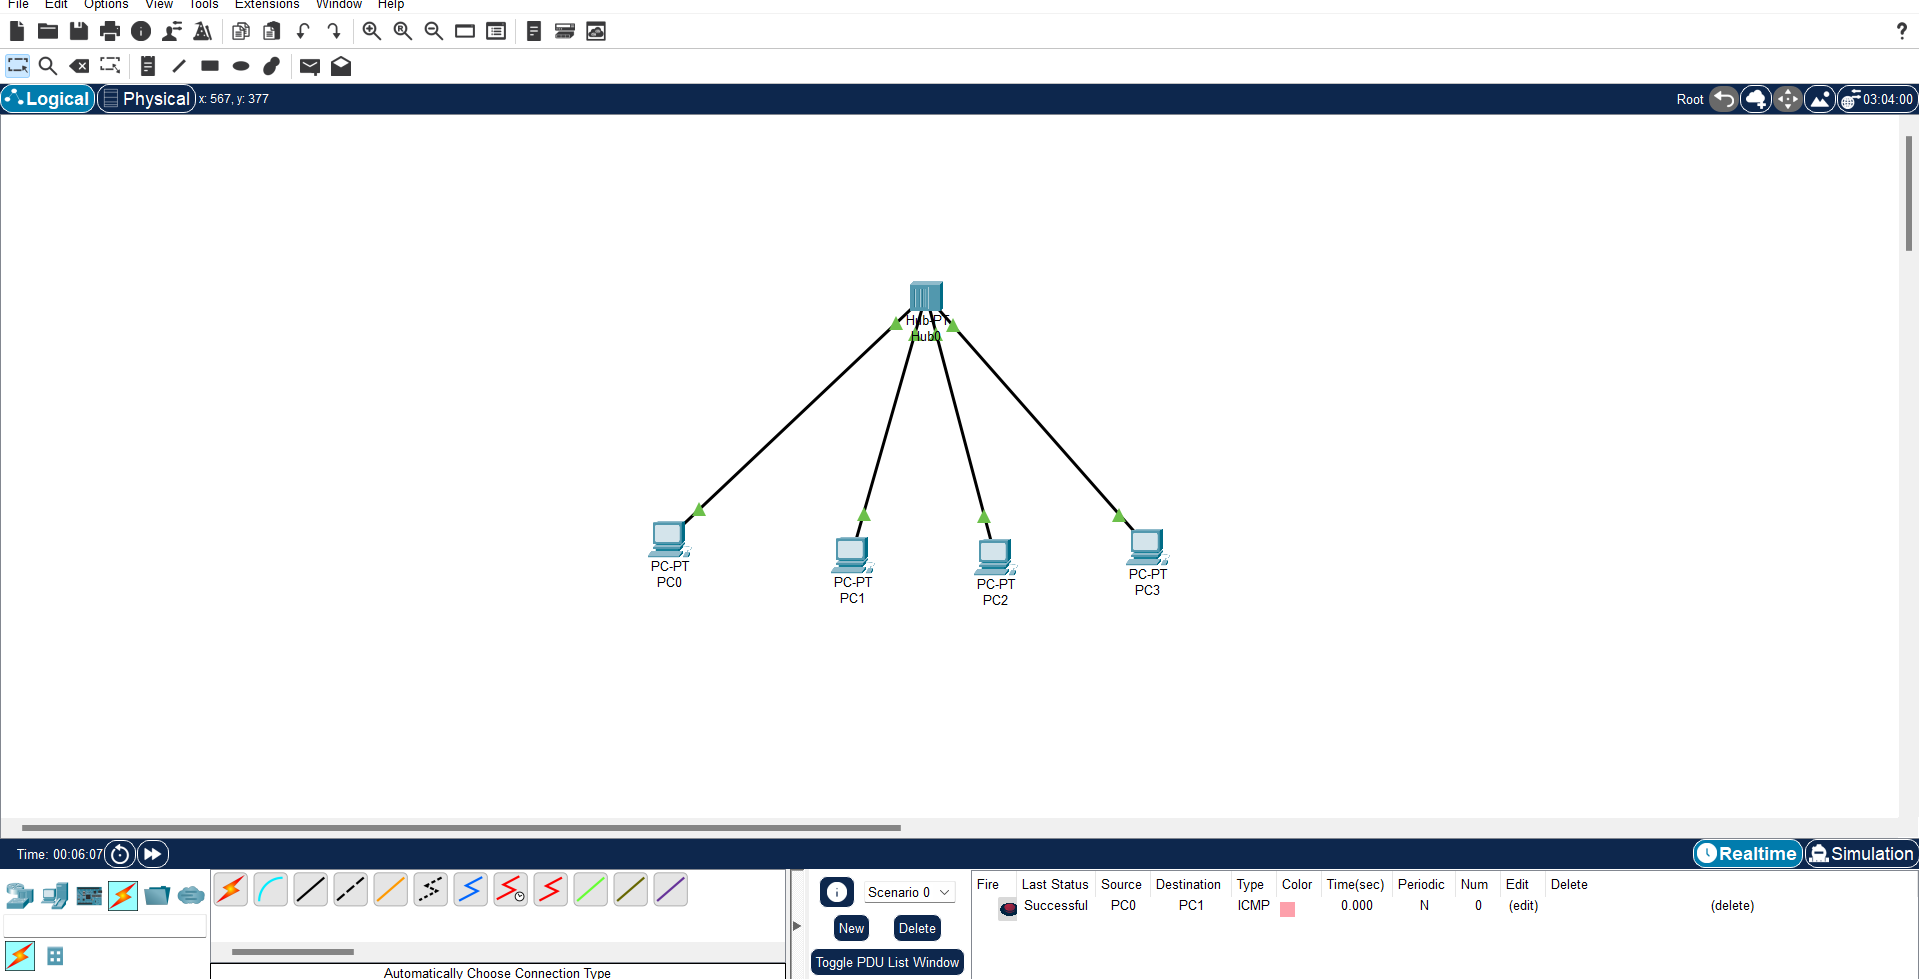 File Edit Options View Tools Extensions Window Help
?
Logical Physical x: 567, y: 377 Root 03:04:00
Hub-PT
Hub0
PC-PT
PC0
PC-PT
PC1
PC-PT
PC2
PC-PT
PC3
Time: 00:06:07 Realtime Simulation
Scenario 0
New Delete
Toggle PDU List Window
Fire Last Status Source Destination Type Color Time(sec) Periodic Num Edit Delete
Successful PC0 PC1 ICMP 0.000 N 0 (edit) (delete)
Automatically Choose Connection Type